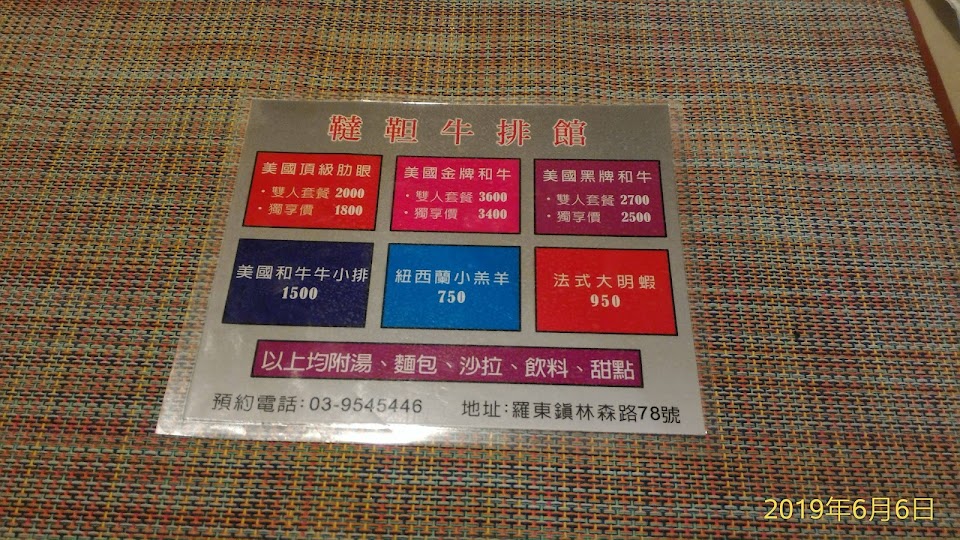 韃靼牛排館
美國頂級肋眼
・雙人套餐 2000
・獨享價 1800
美國金牌和牛
・雙人套餐 3600
・獨享價 3400
美國黑牌和牛
・雙人套餐 2700
・獨享價 2500
美國和牛牛小排
1500
紐西蘭小羔羊
750
法式大明蝦
950
以上均附湯、麵包、沙拉、飲料、甜點
預約電話:03-9545446 地址:羅東鎮林森路78號
2019年6月6日